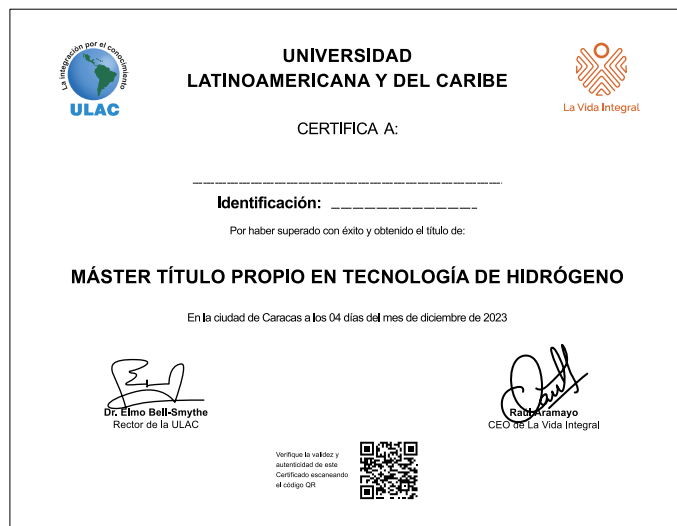 La integración por el conocimiento
ULAC
UNIVERSIDAD
LATINOAMERICANA Y DEL CARIBE
La Vida Integral
CERTIFICA A:
Identificación:
Por haber superado con éxito y obtenido el título de:
MÁSTER TÍTULO PROPIO EN TECNOLOGÍA DE HIDRÓGENO
En la ciudad de Caracas a los 04 días del mes de diciembre de 2023
Dr. Elmo Bell-Smythe
Rector de la ULAC
Raúl Aramayo
CEO de La Vida Integral
Verifique la validez y
autenticidad de este
Certificado escaneando
el código QR